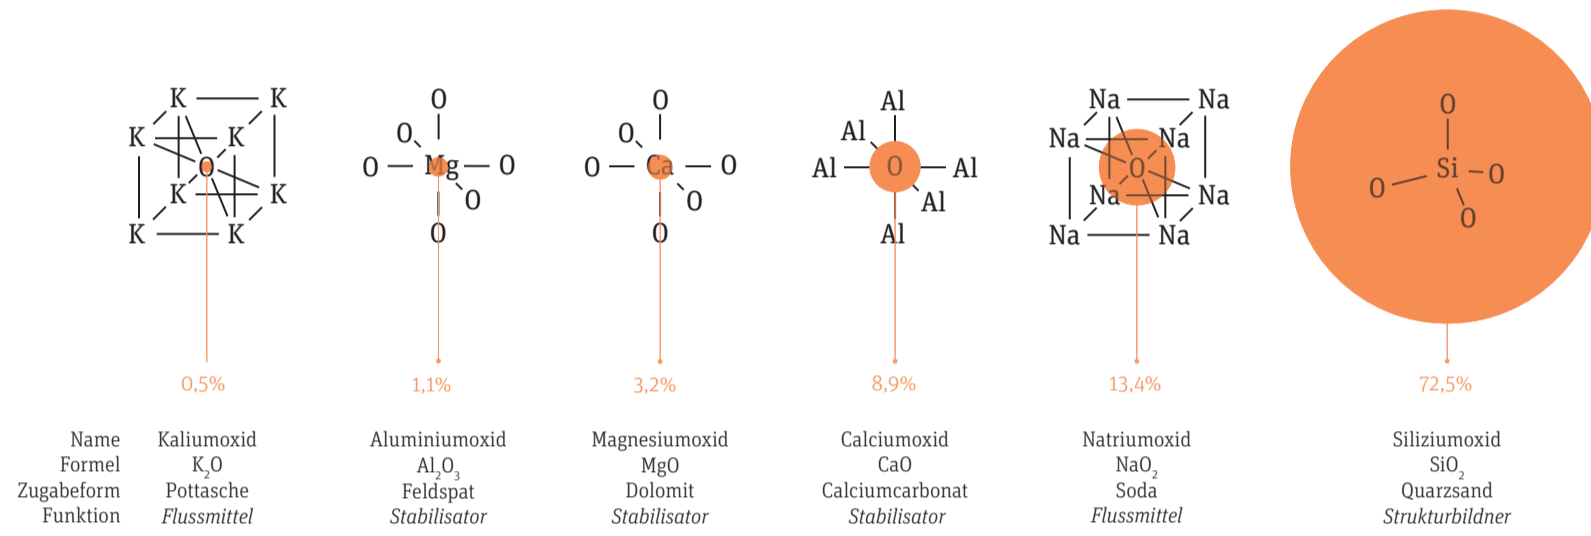 K K
K K
O
K K
K K
O
O
O Mg O
O
O
O
O
O Ca O
O
O
Al
Al
Al O Al
Al
Al
Na Na
Na Na
O
Na Na
Na Na
O
Si O
O
O
0,5% 1,1% 3,2% 8,9% 13,4% 72,5%
Name Kaliumoxid Aluminiumoxid Magnesiumoxid Calciumoxid Natriumoxid Siliziumoxid
Formel K₂O Al₂O₃ MgO CaO NaO₂ SiO₂
Zugabeform Pottasche Feldspat Dolomit Calciumcarbonat Soda Quarzsand
Funktion Flussmittel Stabilisator Stabilisator Stabilisator Flussmittel Strukturbildner